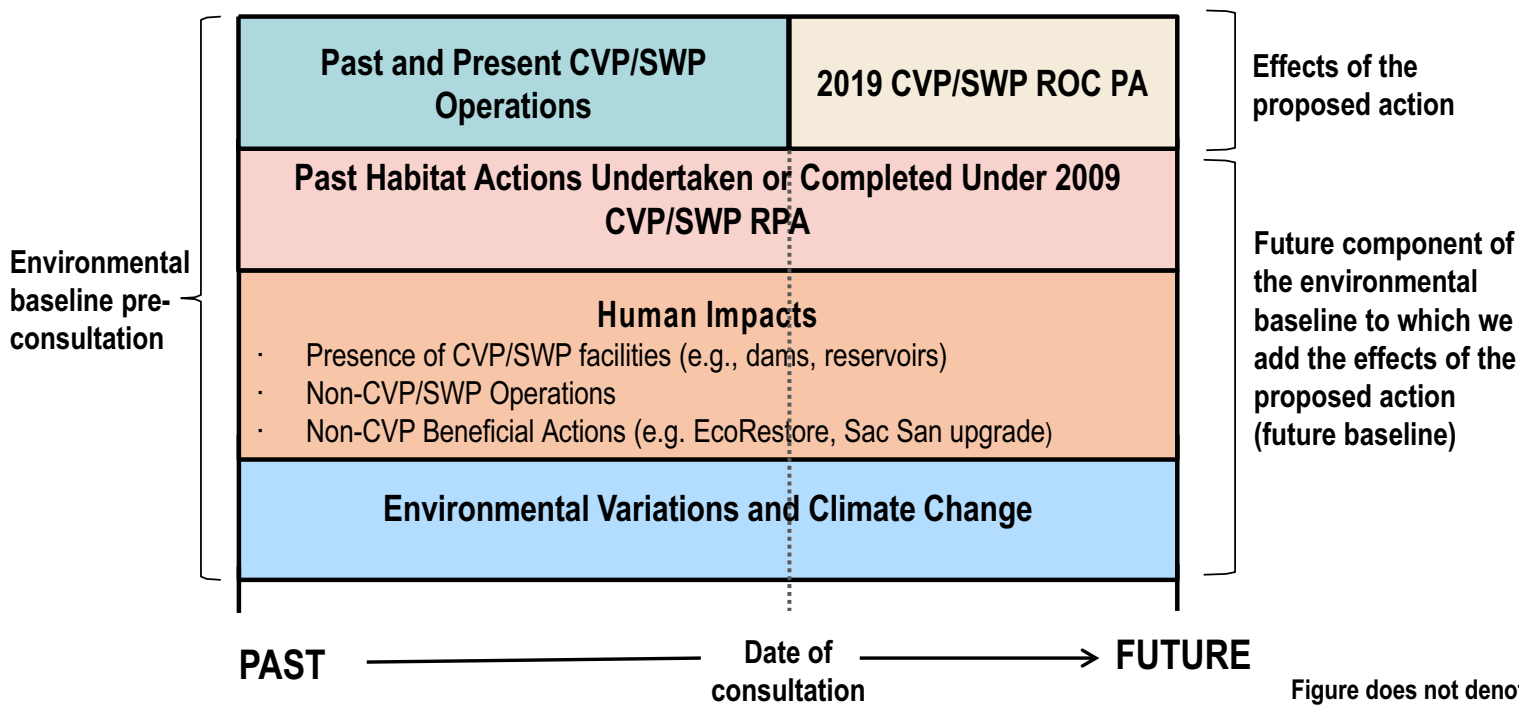 Past and Present CVP/SWP
Operations
2019 CVP/SWP ROC PA
Effects of the
proposed action
Past Habitat Actions Undertaken or Completed Under 2009
CVP/SWP RPA
Environmental
baseline pre-
consultation
Human Impacts
· Presence of CVP/SWP facilities (e.g., dams, reservoirs)
· Non-CVP/SWP Operations
· Non-CVP Beneficial Actions (e.g. EcoRestore, Sac San upgrade)
Future component of
the environmental
baseline to which we
add the effects of the
proposed action
(future baseline)
Environmental Variations and Climate Change
PAST
Date of
consultation
FUTURE
Figure does not